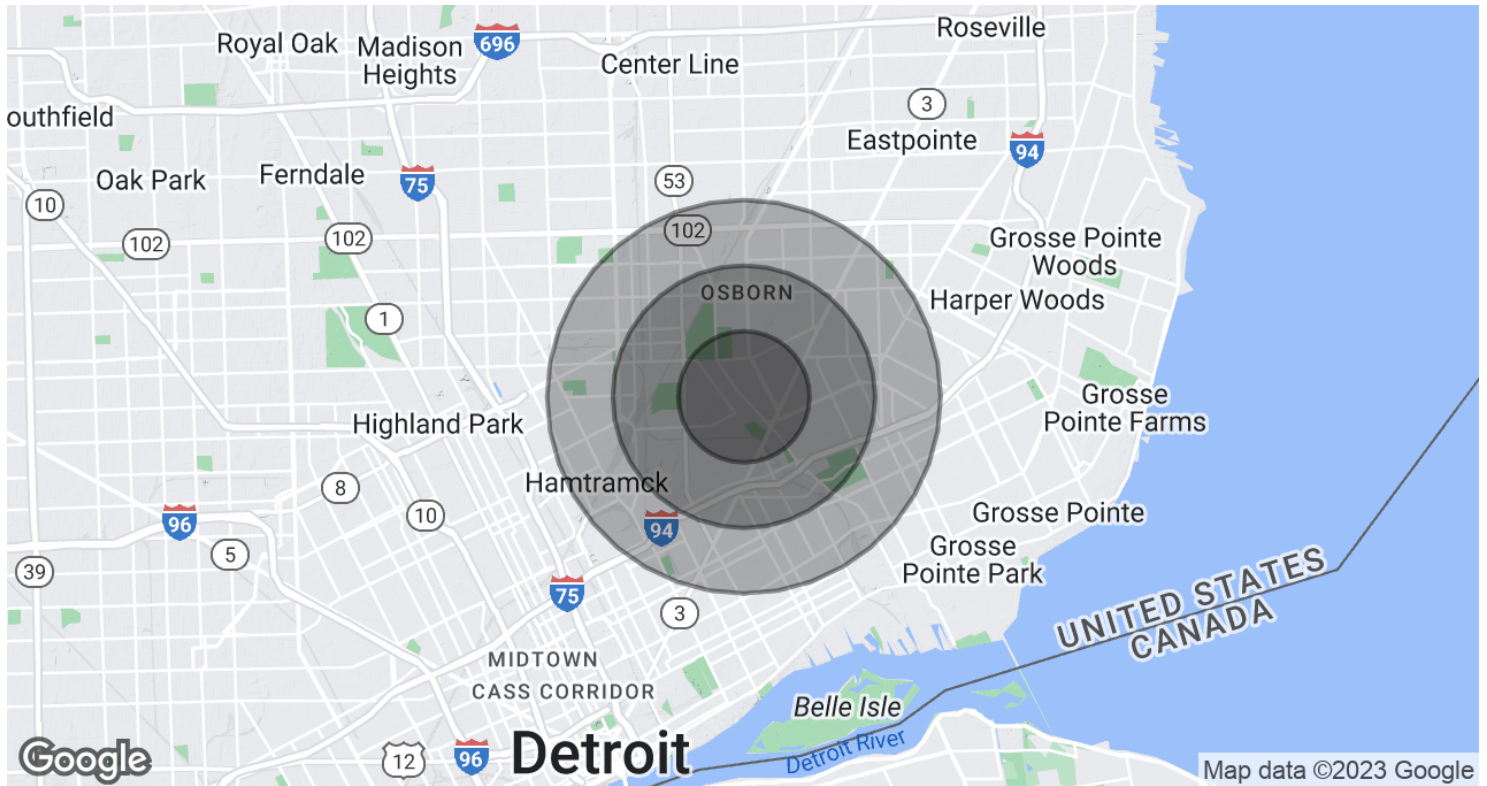 Roseville
Royal Oak
Madison
Heights
696
Center Line
3
outhfield
Eastpointe
94
Oak Park
Ferndale
75
53
10
102
102
102
Grosse Pointe
Woods
OSBORN
Harper Woods
1
Grosse
Pointe Farms
Highland Park
Hamtramck
8
10
96
94
Grosse Pointe
5
39
Grosse
Pointe Park
75
3
UNITED STATES
CANADA
MIDTOWN
CASS CORRIDOR
Belle Isle
Detroit River
Detroit
96
12
Google
Map data ©2023 Google